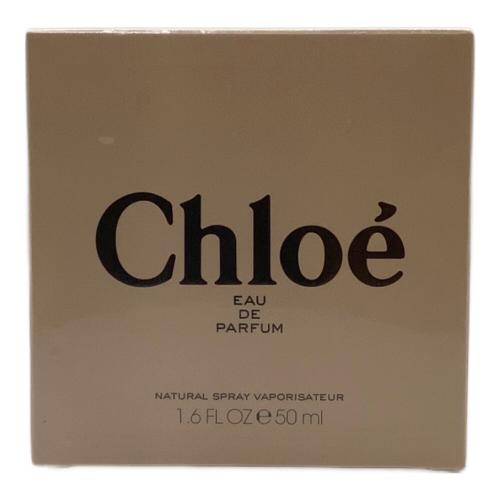 Chloé
EAU
DE
PARFUM
NATURAL SPRAY VAPORISATEUR
1.6 FL OZ ℮ 50 ml